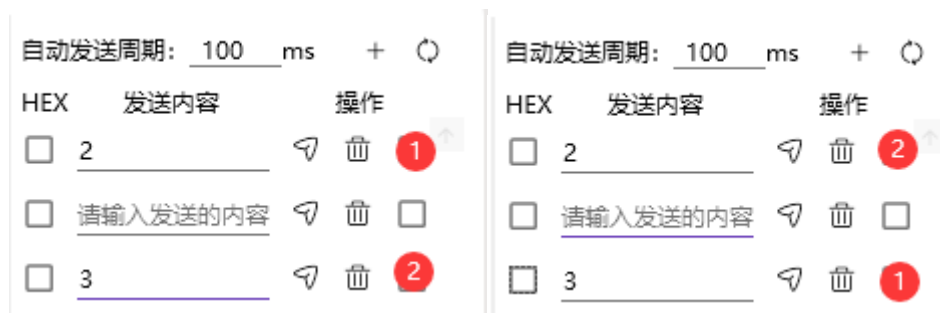 自动发送周期: 100 ms +
HEX 发送内容 操作
2 1
请输入发送的内容
3 2
自动发送周期: 100 ms +
HEX 发送内容 操作
2 2
请输入发送的内容
3 1